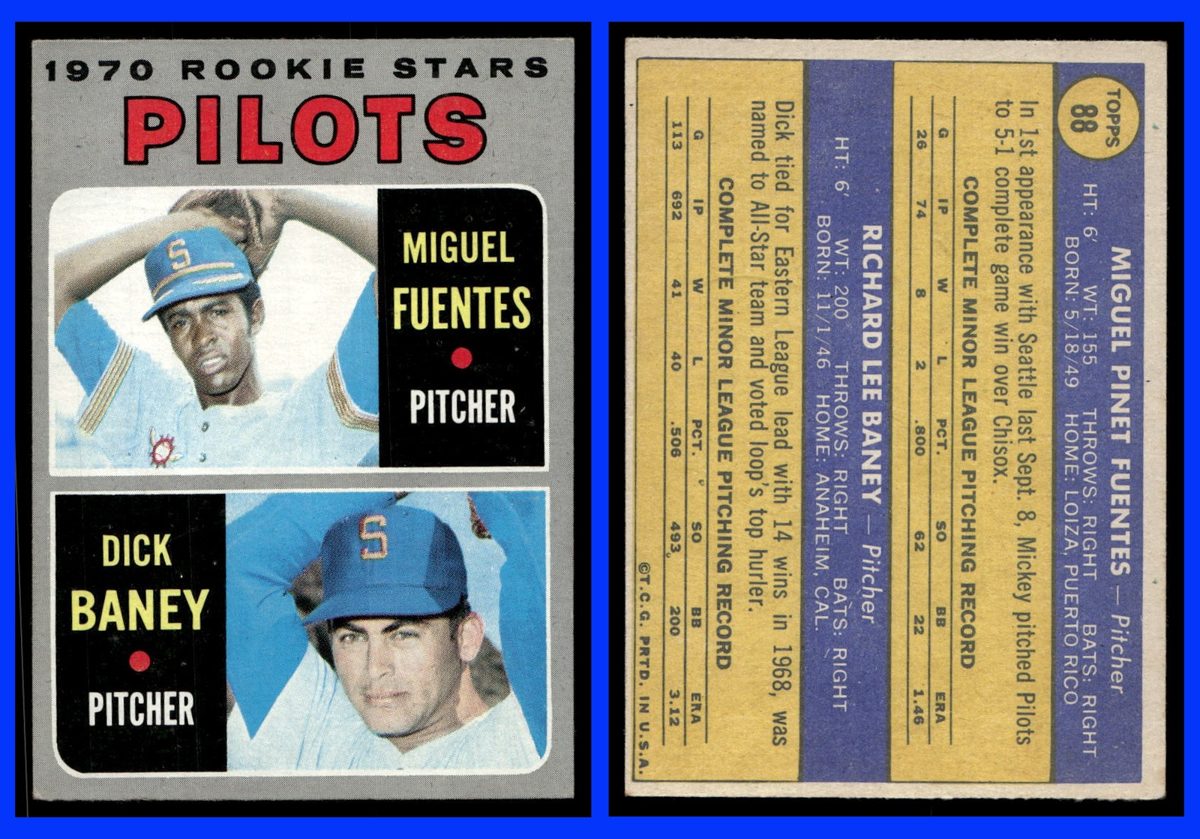 1970 ROOKIE STARS
PILOTS
S
MIGUEL
FUENTES
PITCHER
DICK
BANEY
PITCHER
S
TOPPS
88
MIGUEL PINET FUENTES — Pitcher
HT: 6' WT: 155 THROWS: RIGHT BATS: RIGHT
BORN: 5/18/49 HOME: LOIZA, PUERTO RICO
In 1st appearance with Seattle last Sept. 8, Mickey pitched Pilots
to 5-1 complete game win over Chisox.
COMPLETE MINOR LEAGUE PITCHING RECORD
G IP W L PCT. SO BB ERA
26 74 8 2 .800 62 22 1.46
RICHARD LEE BANEY — Pitcher
HT: 6' WT: 200 THROWS: RIGHT BATS: RIGHT
BORN: 11/1/46 HOME: ANAHEIM, CAL.
Dick tied for Eastern League lead with 14 wins in 1968, was
named to All-Star team and voted loop's top hurler.
COMPLETE MINOR LEAGUE PITCHING RECORD
G IP W L PCT. SO BB ERA
113 692 41 40 .506 493 200 3.12
©T.C.G. PRTD. IN U.S.A.